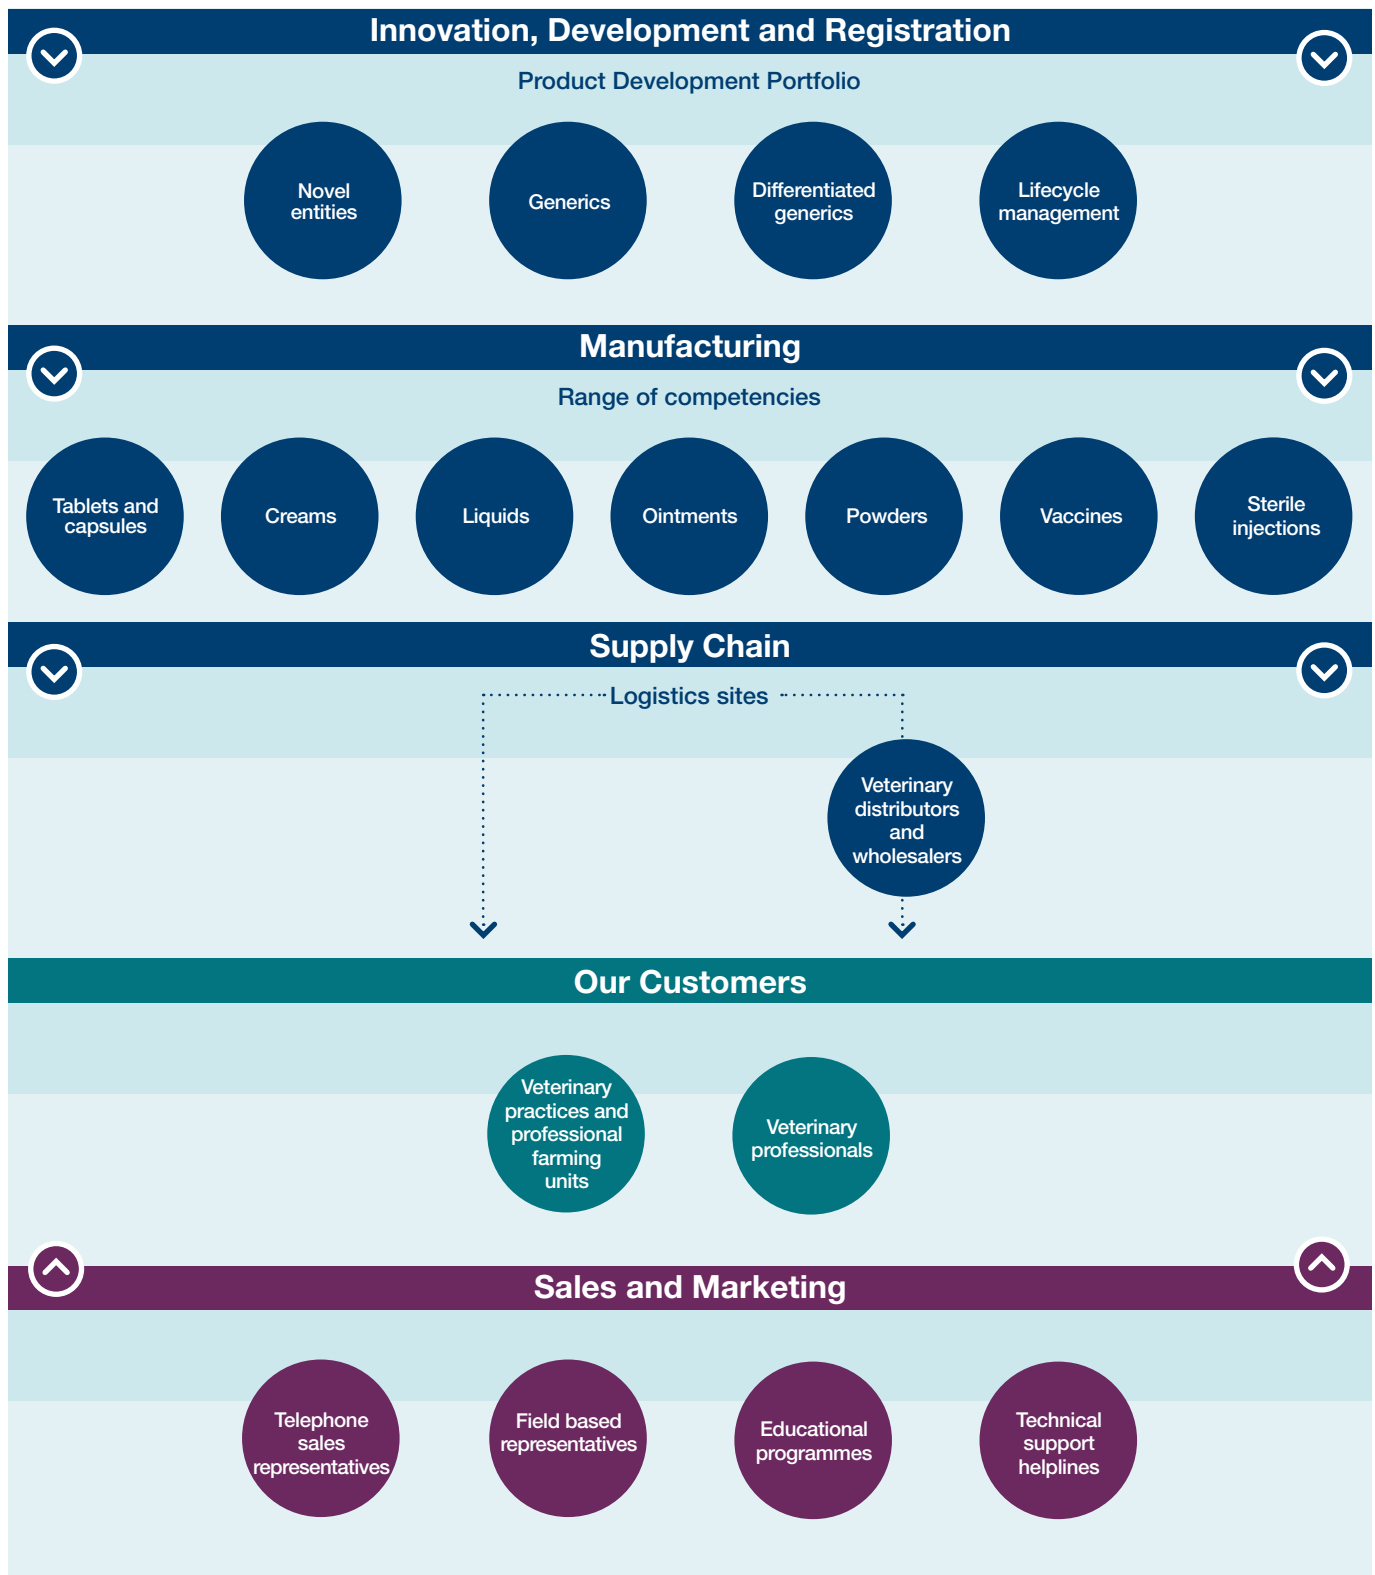 Innovation, Development and Registration
Product Development Portfolio
Novel
entities
Generics
Differentiated
generics
Lifecycle
management
Manufacturing
Range of competencies
Tablets and
capsules
Creams
Liquids
Ointments
Powders
Vaccines
Sterile
injections
Supply Chain
Logistics sites
Veterinary
distributors
and
wholesalers
Our Customers
Veterinary
practices and
professional
farming
units
Veterinary
professionals
Sales and Marketing
Telephone
sales
representatives
Field based
representatives
Educational
programmes
Technical
support
helplines